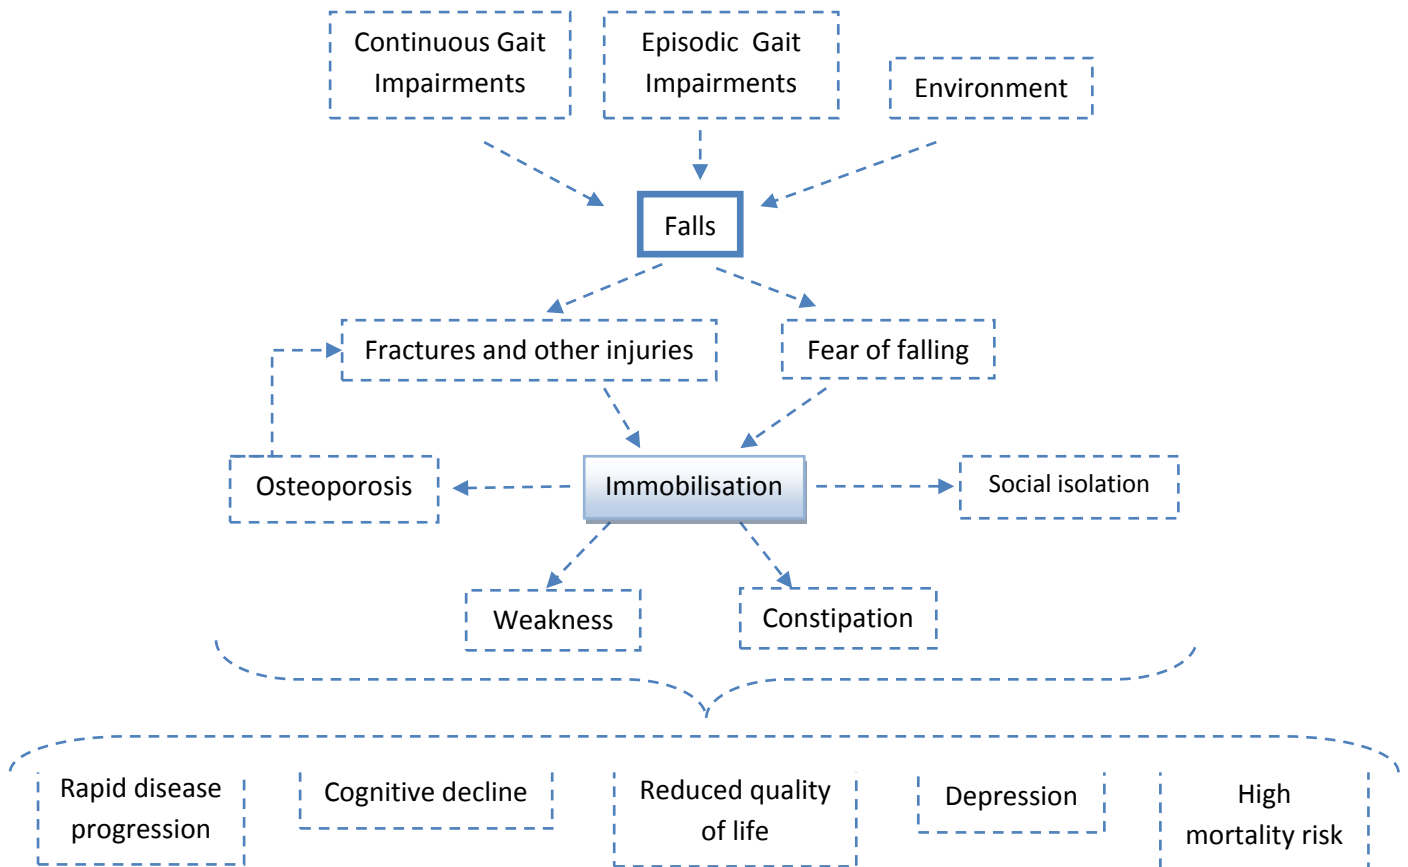 Continuous Gait
Impairments
Episodic  Gait
Impairments
Environment
Falls
Fractures and other injuries
Fear of falling
Osteoporosis
Immobilisation
Social isolation
Weakness
Constipation
Rapid disease
progression
Cognitive decline
Reduced quality
of life
Depression
High
mortality risk